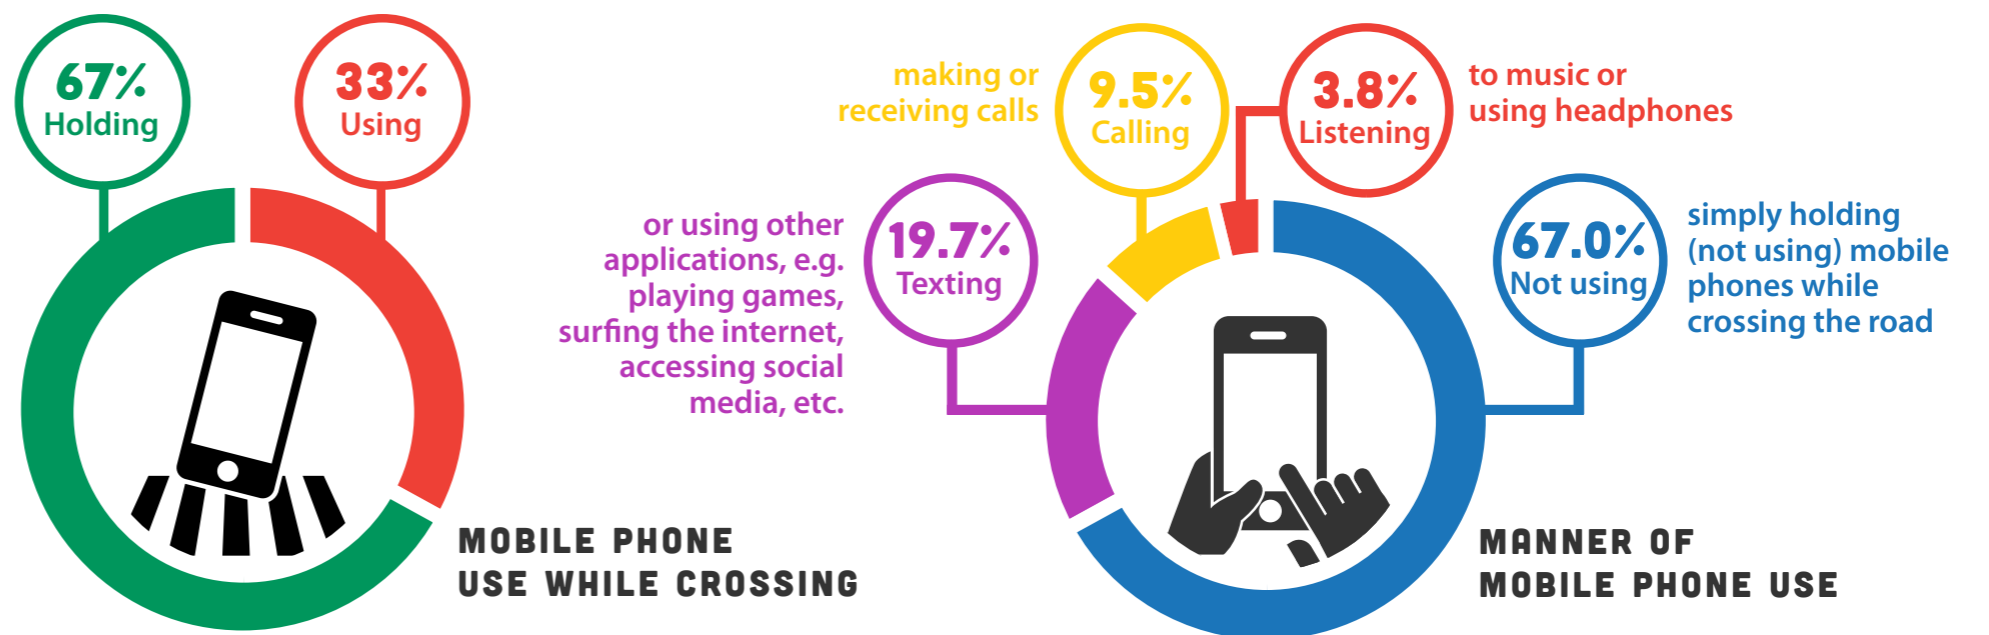 67%
Holding
33%
Using
MOBILE PHONE
USE WHILE CROSSING
making or
receiving calls
9.5%
Calling
3.8%
Listening
to music or
using headphones
or using other
applications, e.g.
playing games,
surfing the internet,
accessing social
media, etc.
19.7%
Texting
67.0%
Not using
simply holding
(not using) mobile
phones while
crossing the road
MANNER OF
MOBILE PHONE USE